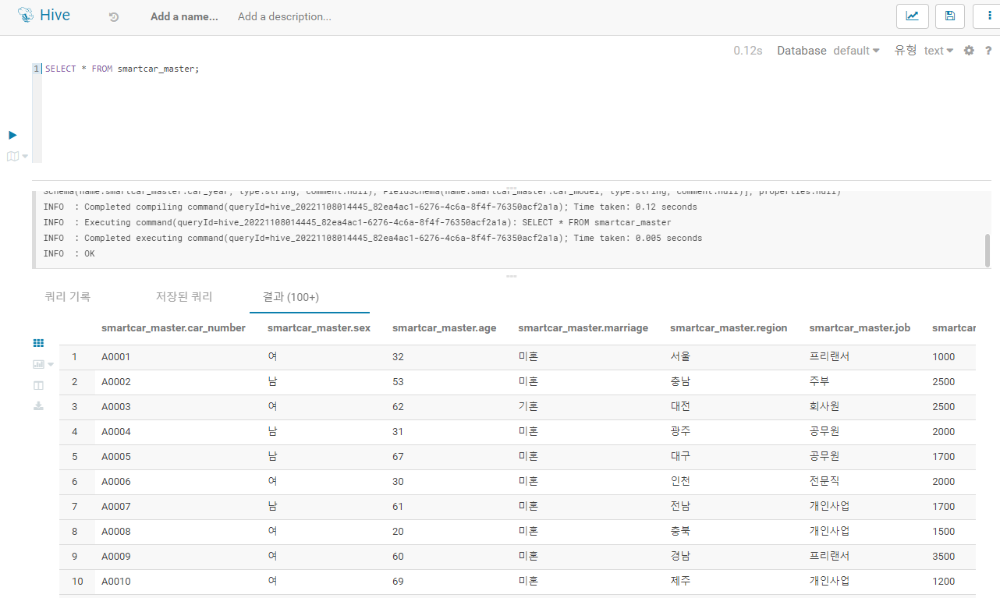 Hive Add a name... Add a description...
0.12s Database default 유형 text ?
1 SELECT * FROM smartcar_master;
Schema(name:smartcar_master.car_year, type:string, comment:null), FieldSchema(name:smartcar_master.car_model, type:string, comment:null)], properties:null)
INFO : Completed compiling command(queryId=hive_20221108014445_82ea4ac1-6276-4c6a-8f4f-76350acf2a1a); Time taken: 0.12 seconds
INFO : Executing command(queryId=hive_20221108014445_82ea4ac1-6276-4c6a-8f4f-76350acf2a1a): SELECT * FROM smartcar_master
INFO : Completed executing command(queryId=hive_20221108014445_82ea4ac1-6276-4c6a-8f4f-76350acf2a1a); Time taken: 0.005 seconds
INFO : OK
쿼리 기록 저장된 쿼리 결과 (100+)
smartcar_master.car_number smartcar_master.sex smartcar_master.age smartcar_master.marriage smartcar_master.region smartcar_master.job smartcar
1 A0001 여 32 미혼 서울 프리랜서 1000
2 A0002 남 53 미혼 충남 주부 2500
3 A0003 여 62 기혼 대전 회사원 2500
4 A0004 남 31 미혼 광주 공무원 2000
5 A0005 남 67 미혼 대구 공무원 1700
6 A0006 여 30 미혼 인천 전문직 2000
7 A0007 남 61 미혼 전남 개인사업 1700
8 A0008 여 20 미혼 충북 개인사업 1500
9 A0009 여 60 미혼 경남 프리랜서 3500
10 A0010 여 69 미혼 제주 개인사업 1200